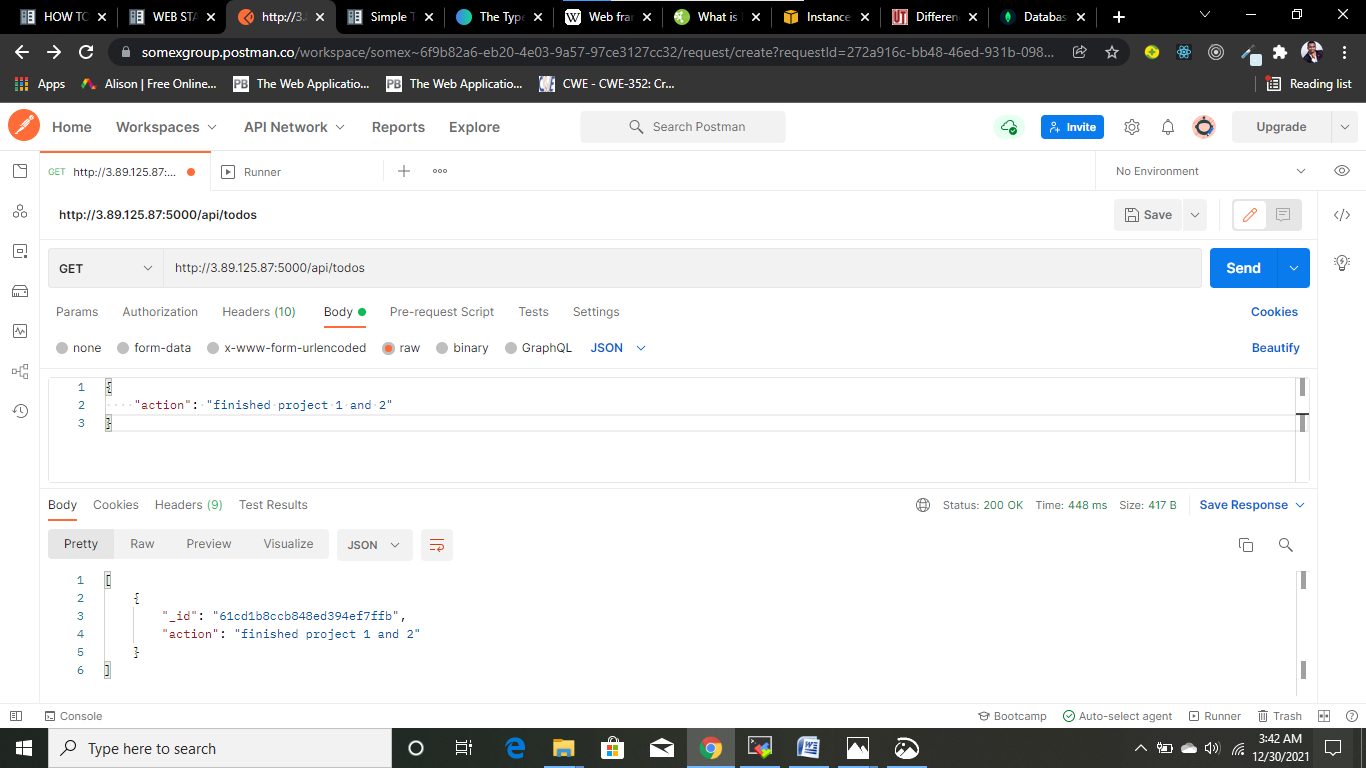 HOW TO
WEB STA
http://3.
Simple T
The Type
Web fra
What is
Instance
Differen
Databas
somexgroup.postman.co/workspace/somex~6f9b82a6-eb20-4e03-9a57-97ce3127cc32/request/create?requestId=272a916c-bb48-46ed-931b-098...
Apps
Alison | Free Online...
PB The Web Applicatio...
PB The Web Applicatio...
CWE - CWE-352: Cr...
Reading list
Home Workspaces API Network Reports Explore
Search Postman
Invite
Upgrade
GET http://3.89.125.87:...
Runner
No Environment
http://3.89.125.87:5000/api/todos
Save
GET
http://3.89.125.87:5000/api/todos
Send
Params Authorization Headers (10) Body Pre-request Script Tests Settings
Cookies
none form-data x-www-form-urlencoded raw binary GraphQL JSON
Beautify
1 {
2 "action": "finished project 1 and 2"
3 }
Body Cookies Headers (9) Test Results
Status: 200 OK Time: 448 ms Size: 417 B
Save Response
Pretty Raw Preview Visualize JSON
1 [
2 {
3 "_id": "61cd1b8ccb848ed394ef7ffb",
4 "action": "finished project 1 and 2"
5 }
6 ]
Console
Bootcamp Auto-select agent Runner Trash
Type here to search
3:42 AM
12/30/2021